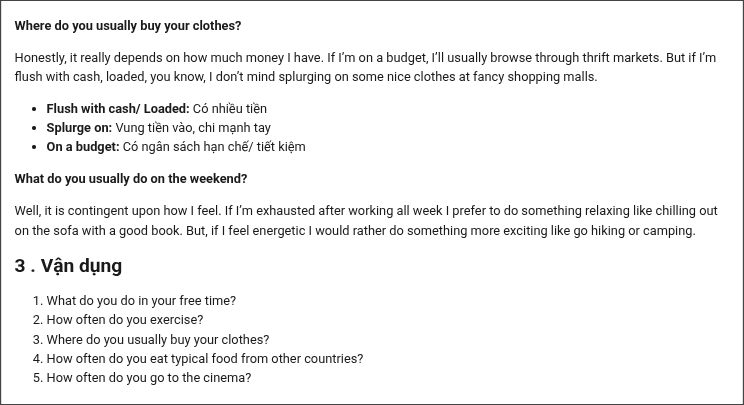 Where do you usually buy your clothes?
Honestly, it really depends on how much money I have. If I'm on a budget, I'll usually browse through thrift markets. But if I'm
flush with cash, loaded, you know, I don't mind splurging on some nice clothes at fancy shopping malls.
• Flush with cash/ Loaded: Có nhiều tiền
• Splurge on: Vung tiền vào, chi mạnh tay
• On a budget: Có ngân sách hạn chế/ tiết kiệm
What do you usually do on the weekend?
Well, it is contingent upon how I feel. If I'm exhausted after working all week I prefer to do something relaxing like chilling out
on the sofa with a good book. But, if I feel energetic I would rather do something more exciting like go hiking or camping.
3 . Vận dụng
1. What do you do in your free time?
2. How often do you exercise?
3. Where do you usually buy your clothes?
4. How often do you eat typical food from other countries?
5. How often do you go to the cinema?